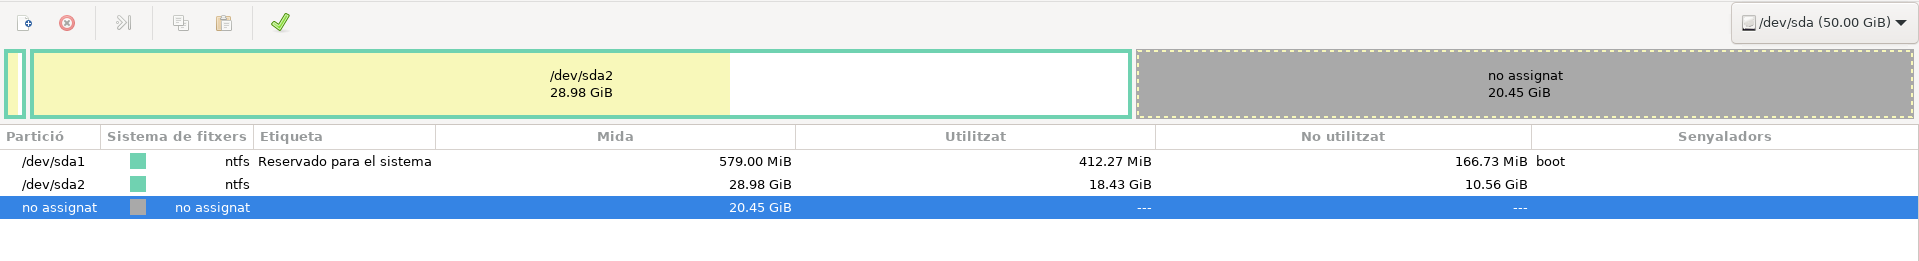 /dev/sda (50.00 GiB)
/dev/sda2
28.98 GiB
no assignat
20.45 GiB
Partició Sistema de fitxers Etiqueta Mida Utilitzat No utilitzat Senyaladors
/dev/sda1 ntfs Reservado para el sistema 579.00 MiB 412.27 MiB 166.73 MiB boot
/dev/sda2 ntfs 28.98 GiB 18.43 GiB 10.56 GiB
no assignat no assignat 20.45 GiB --- ---